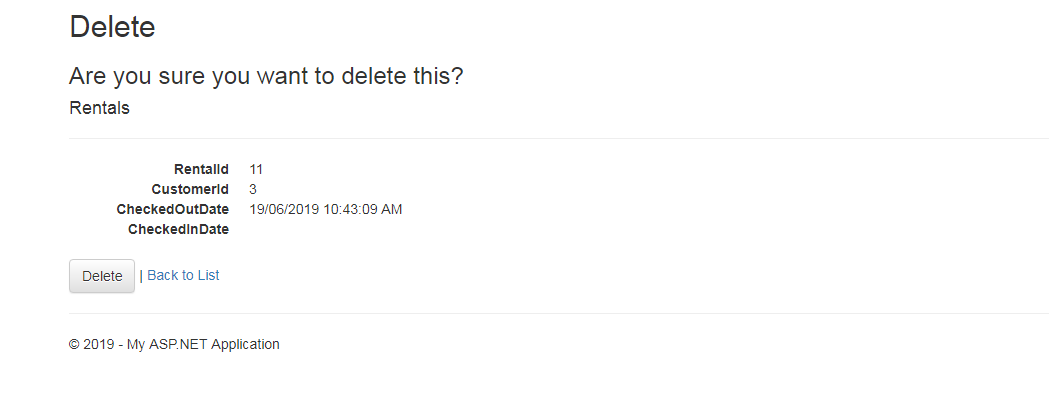 Delete
Are you sure you want to delete this?
Rentals
RentalId 11
CustomerId 3
CheckedOutDate 19/06/2019 10:43:09 AM
CheckedInDate
Delete | Back to List
© 2019 - My ASP.NET Application